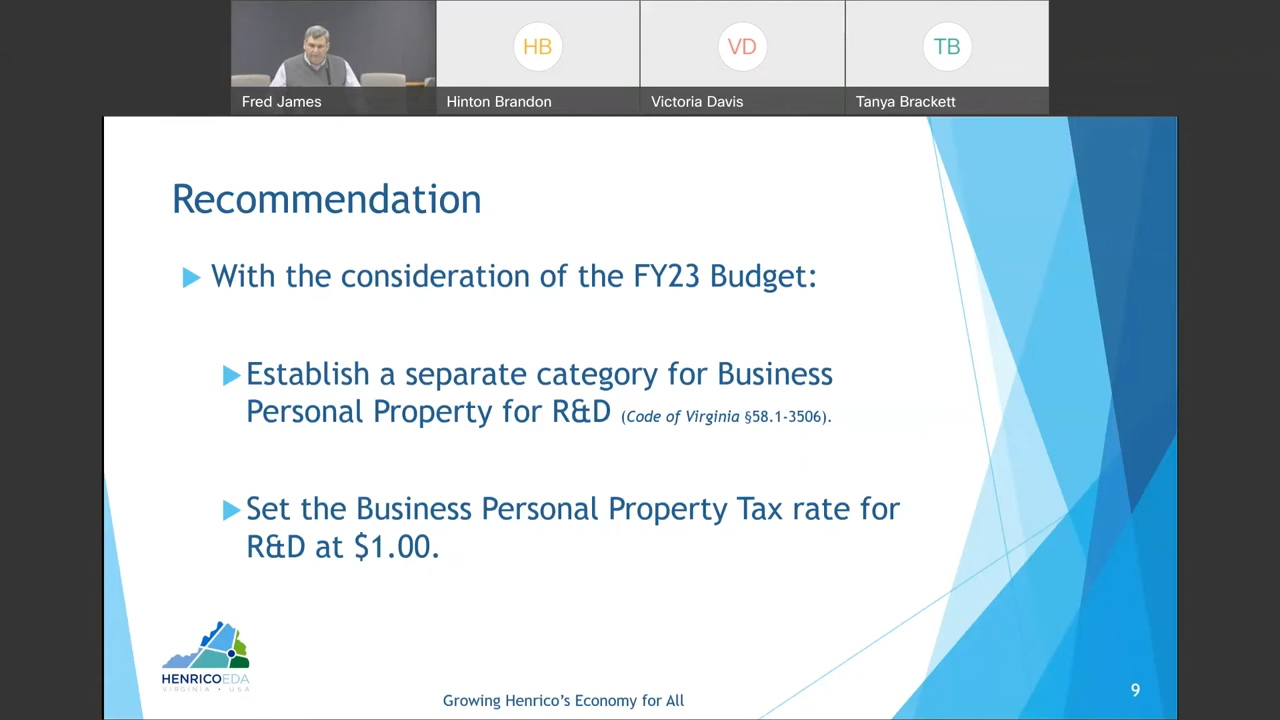 HB
VD
TB
Fred James
Hinton Brandon
Victoria Davis
Tanya Brackett
Recommendation
With the consideration of the FY23 Budget:
Establish a separate category for Business
Personal Property for R&D (Code of Virginia §58.1-3506).
Set the Business Personal Property Tax rate for
R&D at $1.00.
HENRICOEDA
VIRGINIA • USA
Growing Henrico’s Economy for All
9